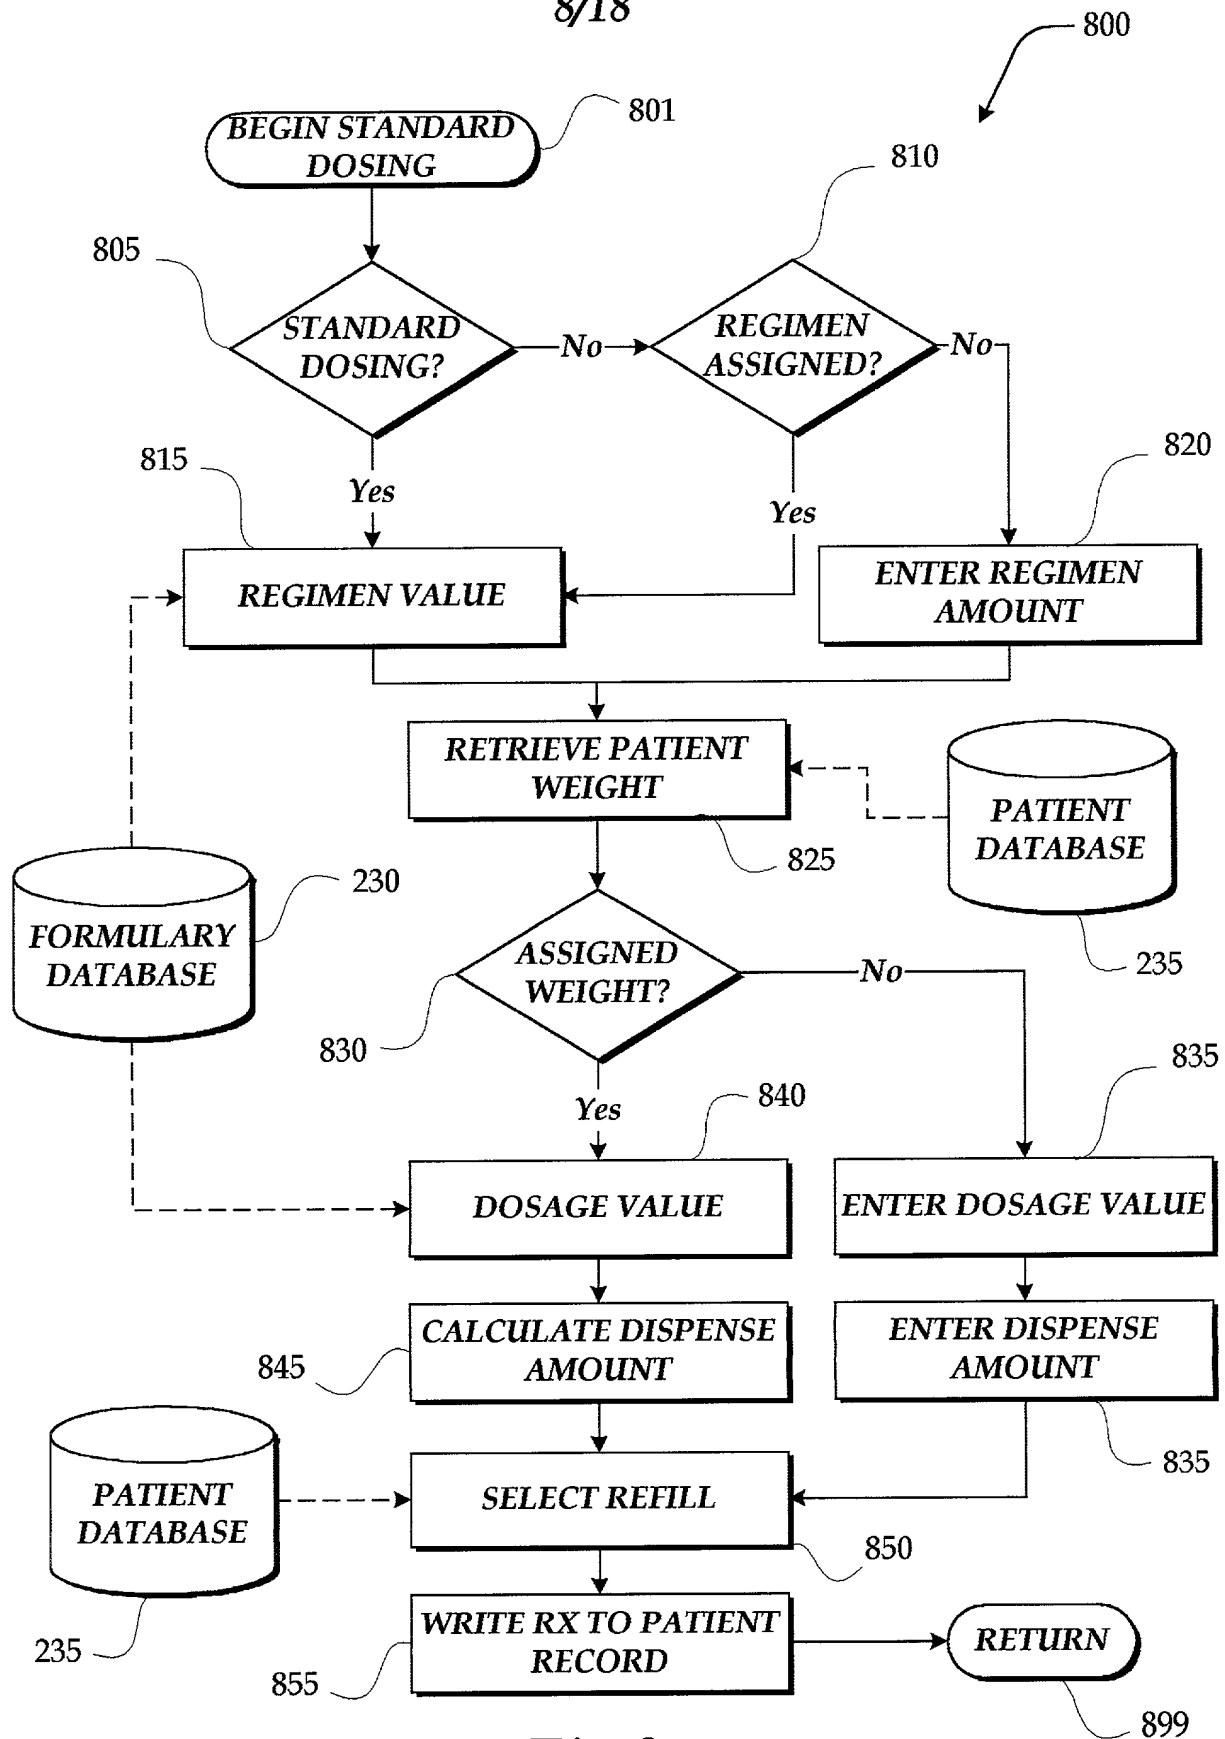 8/18
800
801
BEGIN STANDARD
DOSING
810
805
STANDARD
DOSING?
No
REGIMEN
ASSIGNED?
No
815
820
Yes
Yes
REGIMEN VALUE
ENTER REGIMEN
AMOUNT
RETRIEVE PATIENT
WEIGHT
PATIENT
DATABASE
825
230
FORMULARY
DATABASE
235
ASSIGNED
WEIGHT?
No
830
835
840
Yes
DOSAGE VALUE
ENTER DOSAGE VALUE
CALCULATE DISPENSE
AMOUNT
ENTER DISPENSE
AMOUNT
845
835
PATIENT
DATABASE
SELECT REFILL
850
WRITE RX TO PATIENT
RECORD
RETURN
235
855
899